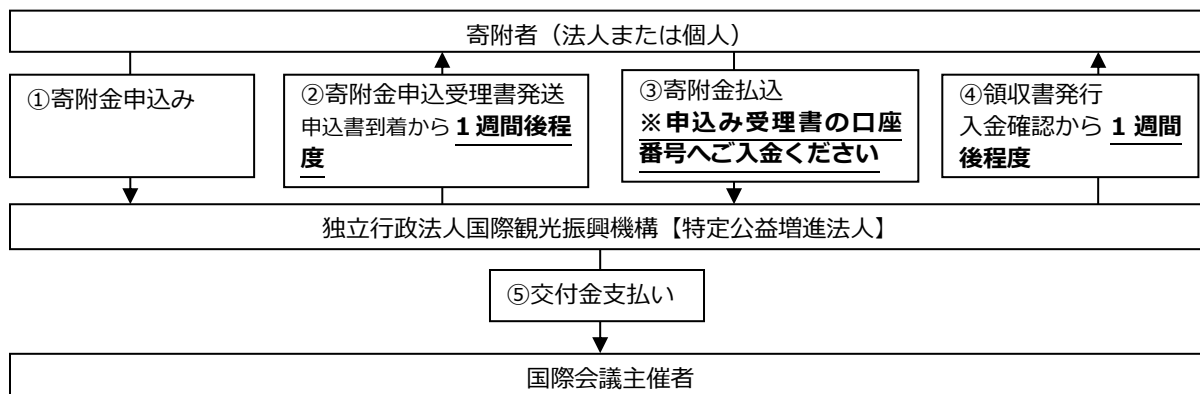 寄附者（法人または個人）
①寄附金申込み
②寄附金申込受理書発送
申込書到着から１週間後程
度
③寄附金払込
※申込み受理書の口座
番号へご入金ください
④領収書発行
入金確認から１週間
後程度
独立行政法人国際観光振興機構【特定公益増進法人】
⑤交付金支払い
国際会議主催者